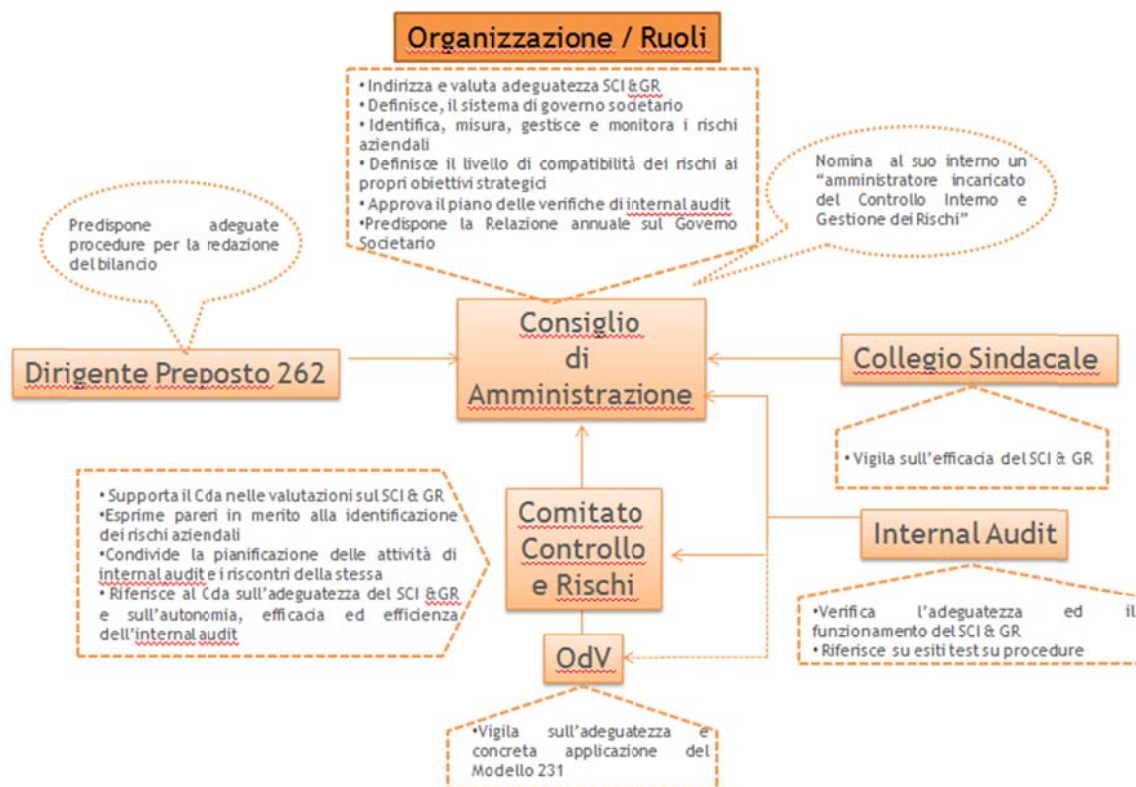 Organizzazione / Ruoli
• Indirizza e valuta adeguatezza SCI &GR
• Definisce, il sistema di governo societario
• Identifica, misura, gestisce e monitora i rischi
aziendali
• Definisce il livello di compatibilità dei rischi ai
propri obiettivi strategici
• Approva il piano delle verifiche di internal audit
•Predispone la Relazione annuale sul Governo
Societario
Nomina al suo interno un
“amministratore incaricato
del Controllo Interno e
Gestione dei Rischi”
Predispone adeguate
procedure per la redazione
del bilancio
Consiglio
di
Amministrazione
Dirigente Preposto 262
Collegio Sindacale
• Vigila sull’efficacia del SCI & GR
• Supporta il Cda nelle valutazioni sul SCI & GR
•Esprime pareri in merito alla identificazione
dei rischi aziendali
• Condivide la pianificazione delle attività di
internal audit e i riscontri della stessa
• Riferisce al Cda sull’adeguatezza del SCI &GR
e sull’autonomia, efficacia ed efficienza
dell’internal audit
Comitato
Controllo
e Rischi
Internal Audit
•Verifica l’adeguatezza ed il
funzionamento del SCI & GR
• Riferisce su esiti test su procedure
OdV
•Vigila sull’adeguatezza e
concreta applicazione del
Modello 231